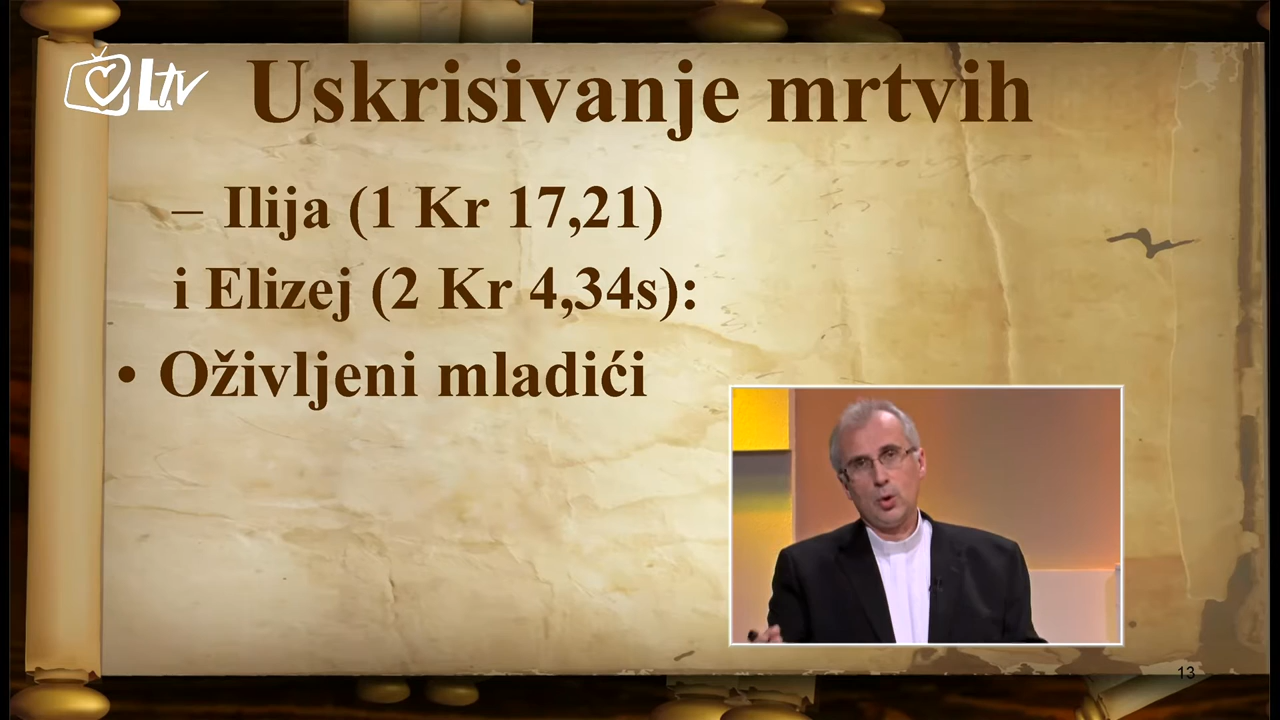 Ltv
Uskrisivanje mrtvih
– Ilija (1 Kr 17,21)
i Elizej (2 Kr 4,34s):
• Oživljeni mladići
13